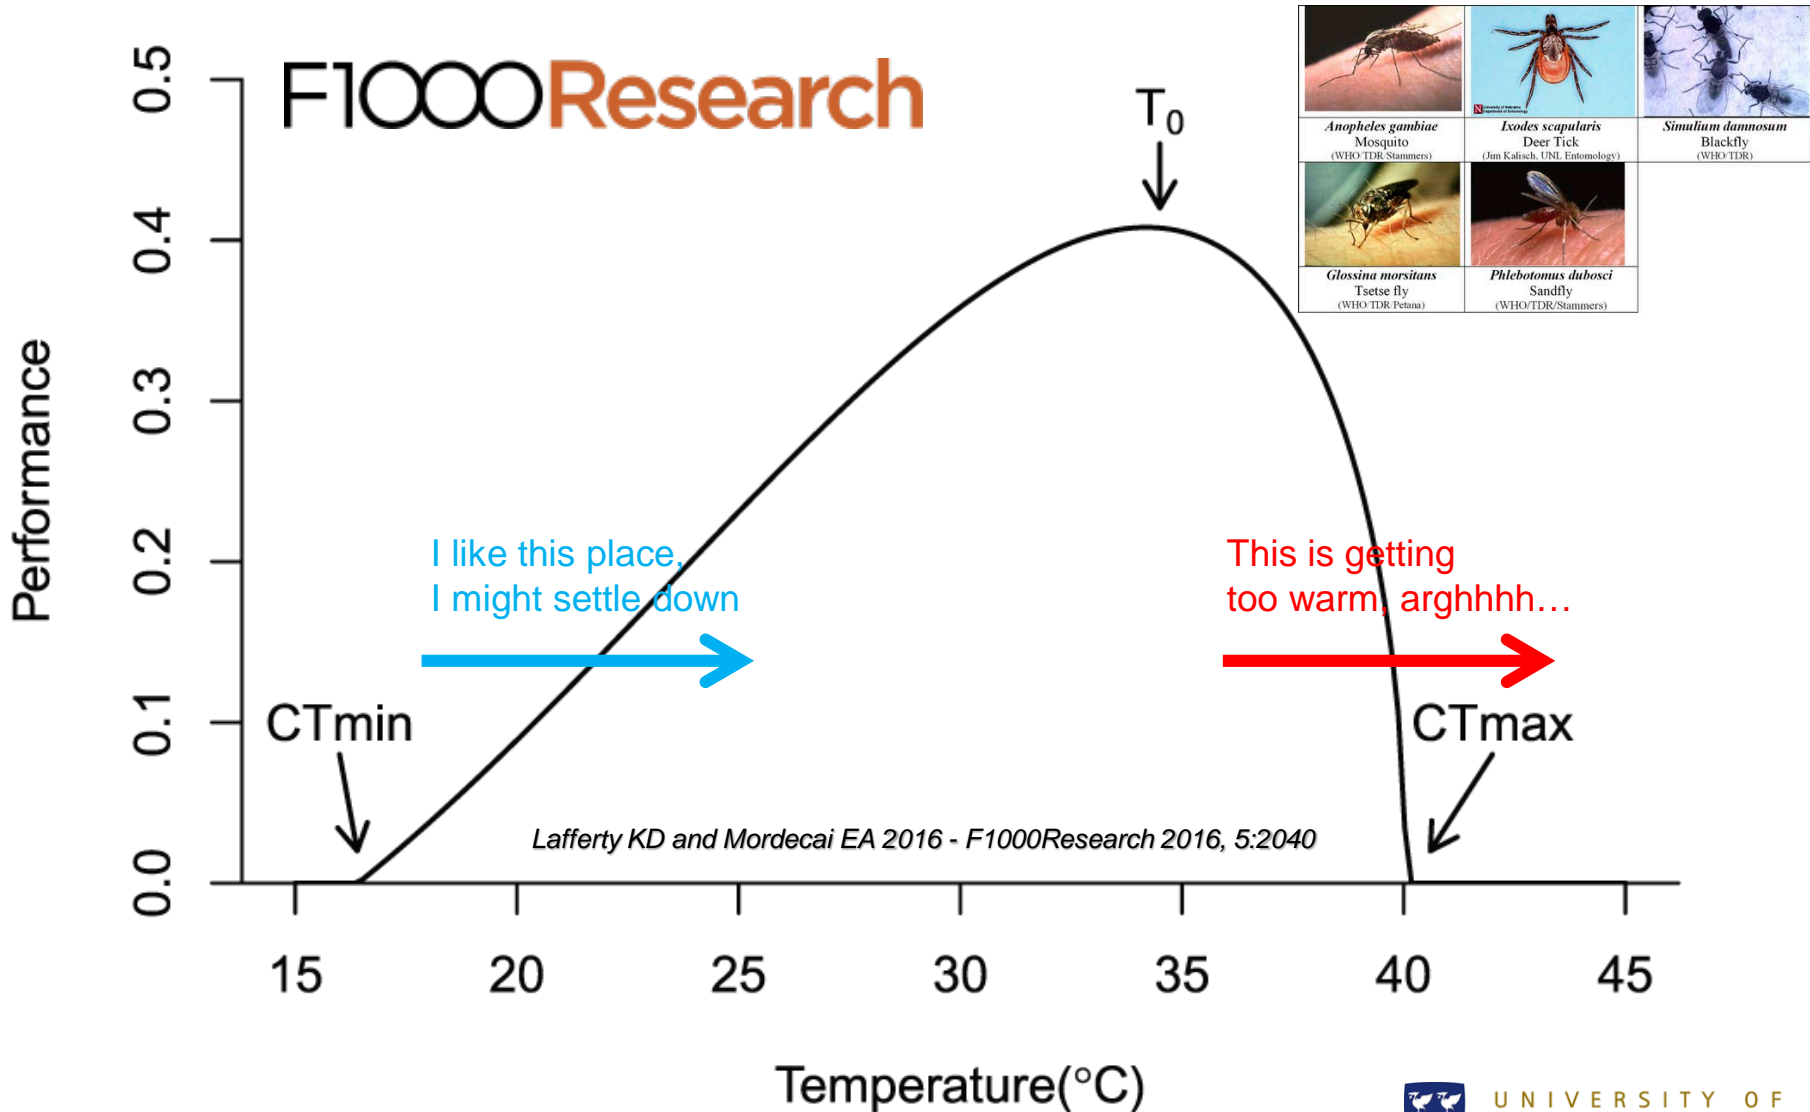 F1000Research
T₀
Anopheles gambiae
Mosquito
(WHO/TDR/Stammers)
Ixodes scapularis
Deer Tick
(Jim Kalisch, UNL Entomology)
Simulium damnosum
Blackfly
(WHO/TDR)
Glossina morsitans
Tsetse fly
(WHO/TDR/Petana)
Phlebotomus dubosci
Sandfly
(WHO/TDR/Stammers)
Performance
0.5
0.4
0.3
0.2
0.1
0.0
I like this place,
I might settle down
This is getting
too warm, arghhhh…
CTmin
CTmax
Lafferty KD and Mordecai EA 2016 - F1000Research 2016, 5:2040
15 20 25 30 35 40 45
Temperature(°C)
UNIVERSITY OF